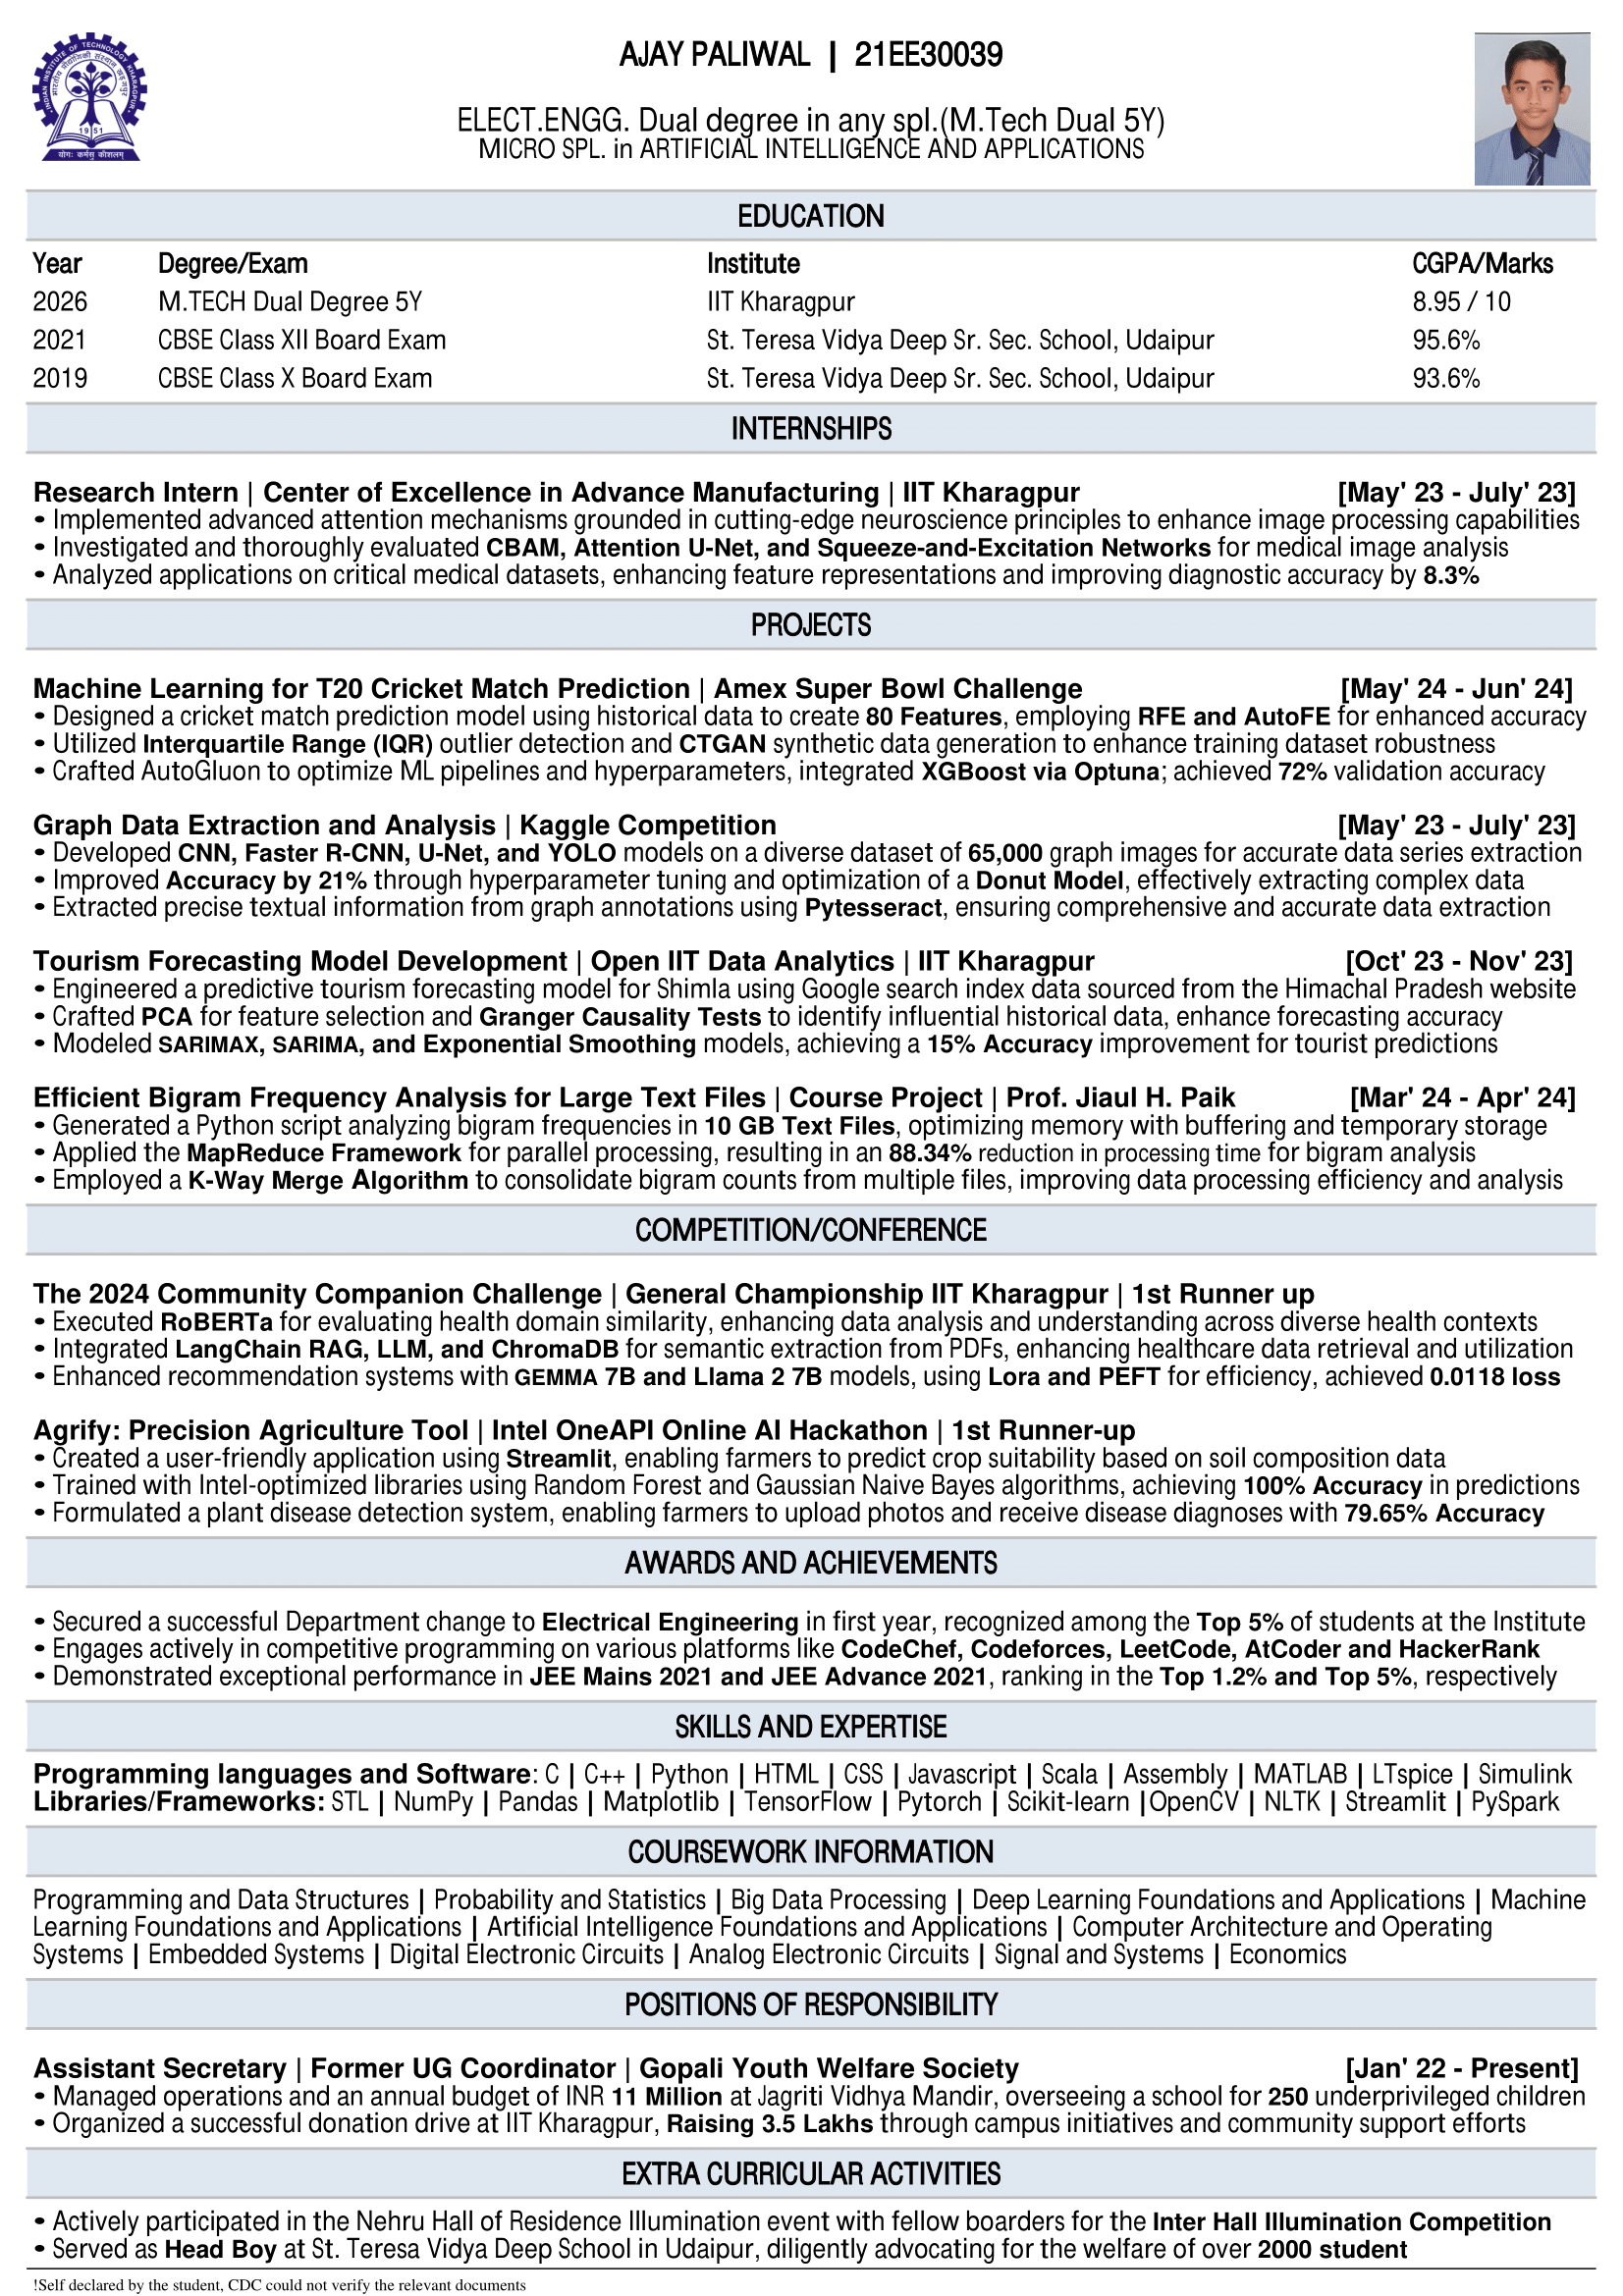 INDIAN INSTITUTE OF TECHNOLOGY KHARAGPUR
1951
योगः कर्मसु कौशलम्
AJAY PALIWAL | 21EE30039
ELECT.ENGG. Dual degree in any spl.(M.Tech Dual 5Y)
MICRO SPL. in ARTIFICIAL INTELLIGENCE AND APPLICATIONS
EDUCATION
Year Degree/Exam Institute CGPA/Marks
2026 M.TECH Dual Degree 5Y IIT Kharagpur 8.95 / 10
2021 CBSE Class XII Board Exam St. Teresa Vidya Deep Sr. Sec. School, Udaipur 95.6%
2019 CBSE Class X Board Exam St. Teresa Vidya Deep Sr. Sec. School, Udaipur 93.6%
INTERNSHIPS
Research Intern | Center of Excellence in Advance Manufacturing | IIT Kharagpur [May' 23 - July' 23]
• Implemented advanced attention mechanisms grounded in cutting-edge neuroscience principles to enhance image processing capabilities
• Investigated and thoroughly evaluated CBAM, Attention U-Net, and Squeeze-and-Excitation Networks for medical image analysis
• Analyzed applications on critical medical datasets, enhancing feature representations and improving diagnostic accuracy by 8.3%
PROJECTS
Machine Learning for T20 Cricket Match Prediction | Amex Super Bowl Challenge [May' 24 - Jun' 24]
• Designed a cricket match prediction model using historical data to create 80 Features, employing RFE and AutoFE for enhanced accuracy
• Utilized Interquartile Range (IQR) outlier detection and CTGAN synthetic data generation to enhance training dataset robustness
• Crafted AutoGluon to optimize ML pipelines and hyperparameters, integrated XGBoost via Optuna; achieved 72% validation accuracy
Graph Data Extraction and Analysis | Kaggle Competition [May' 23 - July' 23]
• Developed CNN, Faster R-CNN, U-Net, and YOLO models on a diverse dataset of 65,000 graph images for accurate data series extraction
• Improved Accuracy by 21% through hyperparameter tuning and optimization of a Donut Model, effectively extracting complex data
• Extracted precise textual information from graph annotations using Pytesseract, ensuring comprehensive and accurate data extraction
Tourism Forecasting Model Development | Open IIT Data Analytics | IIT Kharagpur [Oct' 23 - Nov' 23]
• Engineered a predictive tourism forecasting model for Shimla using Google search index data sourced from the Himachal Pradesh website
• Crafted PCA for feature selection and Granger Causality Tests to identify influential historical data, enhance forecasting accuracy
• Modeled SARIMAX, SARIMA, and Exponential Smoothing models, achieving a 15% Accuracy improvement for tourist predictions
Efficient Bigram Frequency Analysis for Large Text Files | Course Project | Prof. Jiaul H. Paik [Mar' 24 - Apr' 24]
• Generated a Python script analyzing bigram frequencies in 10 GB Text Files, optimizing memory with buffering and temporary storage
• Applied the MapReduce Framework for parallel processing, resulting in an 88.34% reduction in processing time for bigram analysis
• Employed a K-Way Merge Algorithm to consolidate bigram counts from multiple files, improving data processing efficiency and analysis
COMPETITION/CONFERENCE
The 2024 Community Companion Challenge | General Championship IIT Kharagpur | 1st Runner up
• Executed RoBERTa for evaluating health domain similarity, enhancing data analysis and understanding across diverse health contexts
• Integrated LangChain RAG, LLM, and ChromaDB for semantic extraction from PDFs, enhancing healthcare data retrieval and utilization
• Enhanced recommendation systems with GEMMA 7B and Llama 2 7B models, using Lora and PEFT for efficiency, achieved 0.0118 loss
Agrify: Precision Agriculture Tool | Intel OneAPI Online AI Hackathon | 1st Runner-up
• Created a user-friendly application using Streamlit, enabling farmers to predict crop suitability based on soil composition data
• Trained with Intel-optimized libraries using Random Forest and Gaussian Naive Bayes algorithms, achieving 100% Accuracy in predictions
• Formulated a plant disease detection system, enabling farmers to upload photos and receive disease diagnoses with 79.65% Accuracy
AWARDS AND ACHIEVEMENTS
• Secured a successful Department change to Electrical Engineering in first year, recognized among the Top 5% of students at the Institute
• Engages actively in competitive programming on various platforms like CodeChef, Codeforces, LeetCode, AtCoder and HackerRank
• Demonstrated exceptional performance in JEE Mains 2021 and JEE Advance 2021, ranking in the Top 1.2% and Top 5%, respectively
SKILLS AND EXPERTISE
Programming languages and Software: C | C++ | Python | HTML | CSS | Javascript | Scala | Assembly | MATLAB | LTspice | Simulink
Libraries/Frameworks: STL | NumPy | Pandas | Matplotlib | TensorFlow | Pytorch | Scikit-learn |OpenCV | NLTK | Streamlit | PySpark
COURSEWORK INFORMATION
Programming and Data Structures | Probability and Statistics | Big Data Processing | Deep Learning Foundations and Applications | Machine
Learning Foundations and Applications | Artificial Intelligence Foundations and Applications | Computer Architecture and Operating
Systems | Embedded Systems | Digital Electronic Circuits | Analog Electronic Circuits | Signal and Systems | Economics
POSITIONS OF RESPONSIBILITY
Assistant Secretary | Former UG Coordinator | Gopali Youth Welfare Society [Jan' 22 - Present]
• Managed operations and an annual budget of INR 11 Million at Jagriti Vidhya Mandir, overseeing a school for 250 underprivileged children
• Organized a successful donation drive at IIT Kharagpur, Raising 3.5 Lakhs through campus initiatives and community support efforts
EXTRA CURRICULAR ACTIVITIES
• Actively participated in the Nehru Hall of Residence Illumination event with fellow boarders for the Inter Hall Illumination Competition
• Served as Head Boy at St. Teresa Vidya Deep School in Udaipur, diligently advocating for the welfare of over 2000 student
!Self declared by the student, CDC could not verify the relevant documents